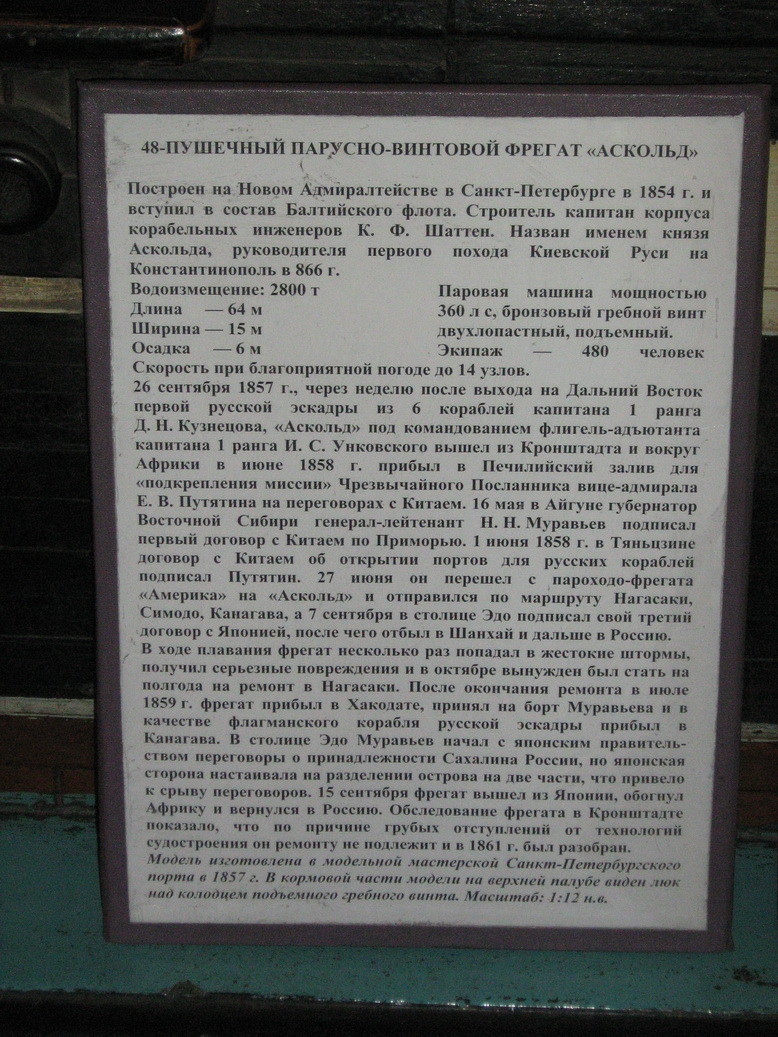 48-ПУШЕЧНЫЙ ПАРУСНО-ВИНТОВОЙ ФРЕГАТ «АСКОЛЬД»
Построен на Новом Адмиралтействе в Санкт-Петербурге в 1854 г. и
вступил в состав Балтийского флота. Строитель капитан корпуса
корабельных инженеров К. Ф. Шаттен. Назван именем князя
Аскольда, руководителя первого похода Киевской Руси на
Константинополь в 866 г.
Водоизмещение: 2800 т
Длина — 64 м
Ширина — 15 м
Осадка — 6 м
Паровая машина мощностью
360 л с, бронзовый гребной винт
двухлопастный, подъемный.
Экипаж — 480 человек
Скорость при благоприятной погоде до 14 узлов.
26 сентября 1857 г., через неделю после выхода на Дальний Восток
первой русской эскадры из 6 кораблей капитана 1 ранга
Д. Н. Кузнецова, «Аскольд» под командованием флигель-адъютанта
капитана 1 ранга И. С. Унковского вышел из Кронштадта и вокруг
Африки в июне 1858 г. прибыл в Печилийский залив для
«подкрепления миссии» Чрезвычайного Посланника вице-адмирала
Е. В. Путятина на переговорах с Китаем. 16 мая в Айгуне губернатор
Восточной Сибири генерал-лейтенант Н. Н. Муравьев подписал
первый договор с Китаем по Приморью. 1 июня 1858 г. в Тяньцзине
договор с Китаем об открытии портов для русских кораблей
подписал Путятин. 27 июня он перешел с пароходо-фрегата
«Америка» на «Аскольд» и отправился по маршруту Нагасаки,
Симодо, Канагава, а 7 сентября в столице Эдо подписал свой третий
договор с Японией, после чего отбыл в Шанхай и дальше в Россию.
В ходе плавания фрегат несколько раз попадал в жестокие штормы,
получил серьезные повреждения и в октябре вынужден был стать на
полгода на ремонт в Нагасаки. После окончания ремонта в июле
1859 г. фрегат прибыл в Хакодате, принял на борт Муравьева и в
качестве флагманского корабля русской эскадры прибыл в
Канагава. В столице Эдо Муравьев начал с японским правитель-
ством переговоры о принадлежности Сахалина России, но японская
сторона настаивала на разделении острова на две части, что привело
к срыву переговоров. 15 сентября фрегат вышел из Японии, обогнул
Африку и вернулся в Россию. Обследование фрегата в Кронштадте
показало, что по причине грубых отступлений от технологий
судостроения он ремонту не подлежит и в 1861 г. был разобран.
Модель изготовлена в модельной мастерской Санкт-Петербургского
порта в 1857 г. В кормовой части модели на верхней палубе виден люк
над колодцем подъемного гребного винта. Масштаб: 1:12 н.в.